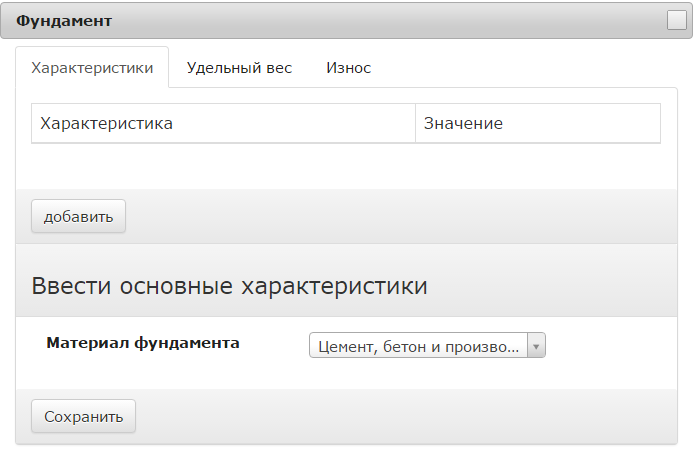 Фундамент
Характеристики Удельный вес Износ
Характеристика Значение
добавить
Ввести основные характеристики
Материал фундамента Цемент, бетон и произво...
Сохранить